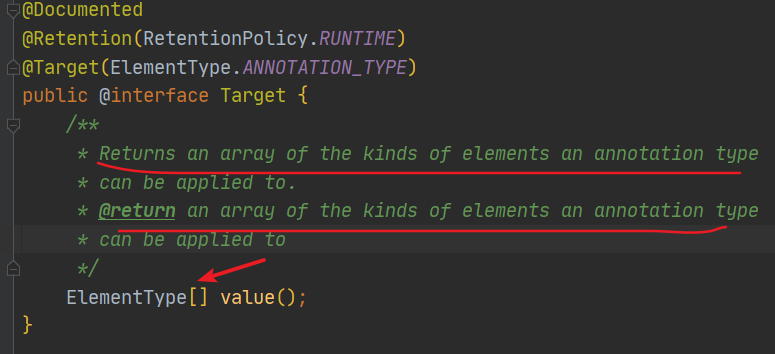 @Documented
@Retention(RetentionPolicy.RUNTIME)
@Target(ElementType.ANNOTATION_TYPE)
public @interface Target {
/**
* Returns an array of the kinds of elements an annotation type
* can be applied to.
* @return an array of the kinds of elements an annotation type
* can be applied to
*/
ElementType[] value();
}